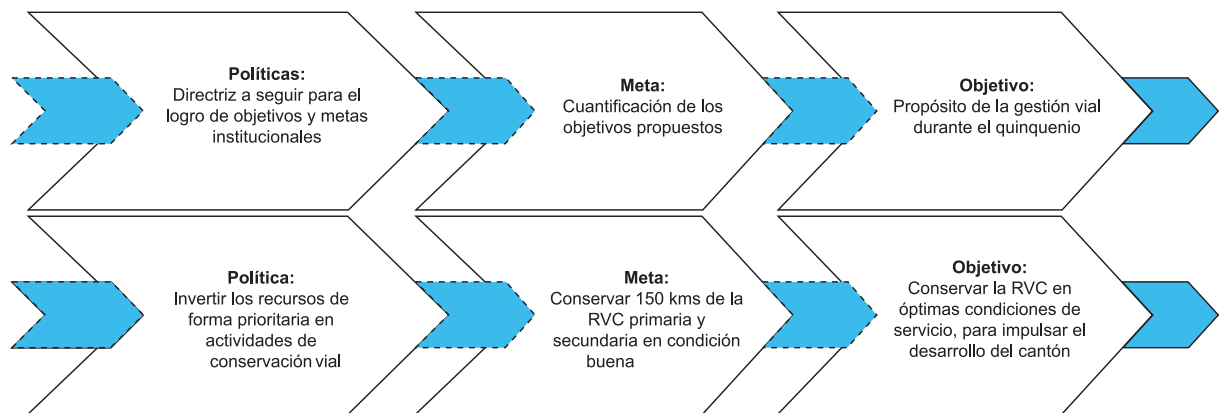 Políticas:
Directriz a seguir para el
logro de objetivos y metas
institucionales
Meta:
Cuantificación de los
objetivos propuestos
Objetivo:
Propósito de la gestión vial
durante el quinquenio
Política:
Invertir los recursos de
forma prioritaria en
actividades de
conservación vial
Meta:
Conservar 150 kms de la
RVC primaria y
secundaria en condición
buena
Objetivo:
Conservar la RVC en
óptimas condiciones de
servicio, para impulsar el
desarrollo del cantón